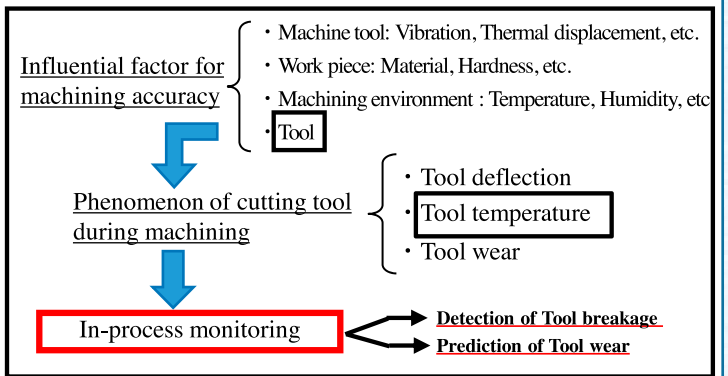 Influential factor for
machining accuracy
・Machine tool: Vibration, Thermal displacement, etc.
・Work piece: Material, Hardness, etc.
・Machining environment : Temperature, Humidity, etc
・Tool
Phenomenon of cutting tool
during machining
・Tool deflection
・Tool temperature
・Tool wear
In-process monitoring
Detection of Tool breakage
Prediction of Tool wear